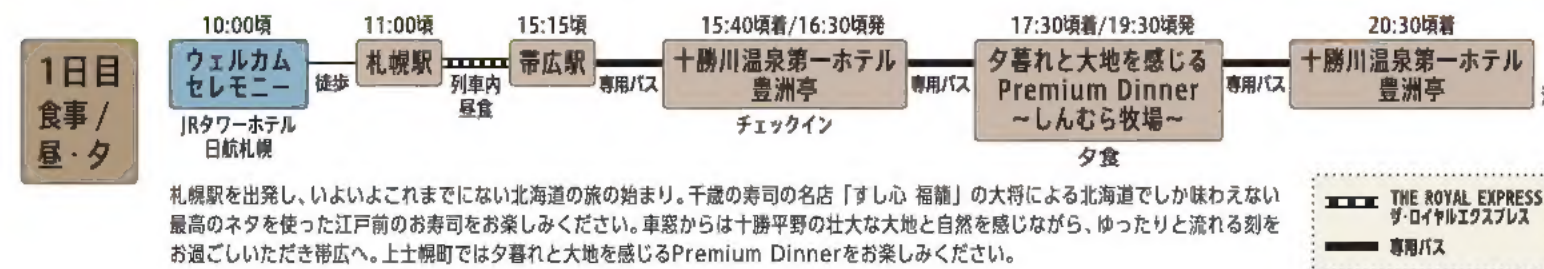 10:00頃
11:00頃
15:15頃
15:40頃着/16:30頃発
17:30頃着/19:30頃発
20:30頃着
1日目
食事/
昼・夕
ウェルカム
セレモニー
徒歩
札幌駅
列車内
昼食
帯広駅
専用バス
十勝川温泉第一ホテル
豊洲亭
専用バス
夕暮れと大地を感じる
Premium Dinner
～しんむら牧場～
専用バス
十勝川温泉第一ホテル
豊洲亭
JRタワーホテル
日航札幌
チェックイン
夕食
札幌駅を出発し、いよいよこれまでにない北海道の旅の始まり。千歳の寿司の名店「すし心 福籠」の大将による北海道でしか味わえない
最高のネタを使った江戸前のお寿司をお楽しみください。車窓からは十勝平野の壮大な大地と自然を感じながら、ゆったりと流れる刻を
お過ごしいただき帯広へ。上士幌町では夕暮れと大地を感じるPremium Dinnerをお楽しみください。
THE ROYAL EXPRESS
ザ・ロイヤルエクスプレス
専用バス